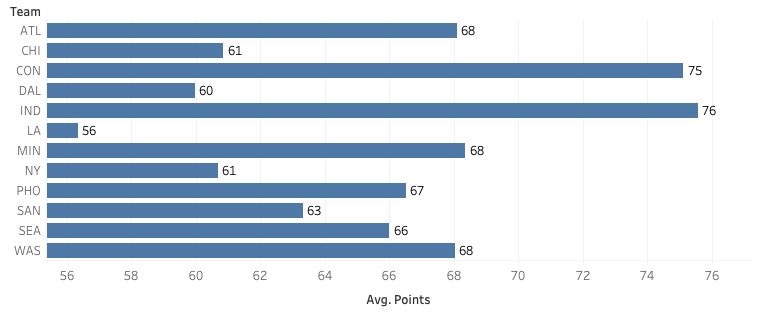 Team
ATL 68
CHI 61
CON 75
DAL 60
IND 76
LA 56
MIN 68
NY 61
PHO 67
SAN 63
SEA 66
WAS 68
56 58 60 62 64 66 68 70 72 74 76
Avg. Points